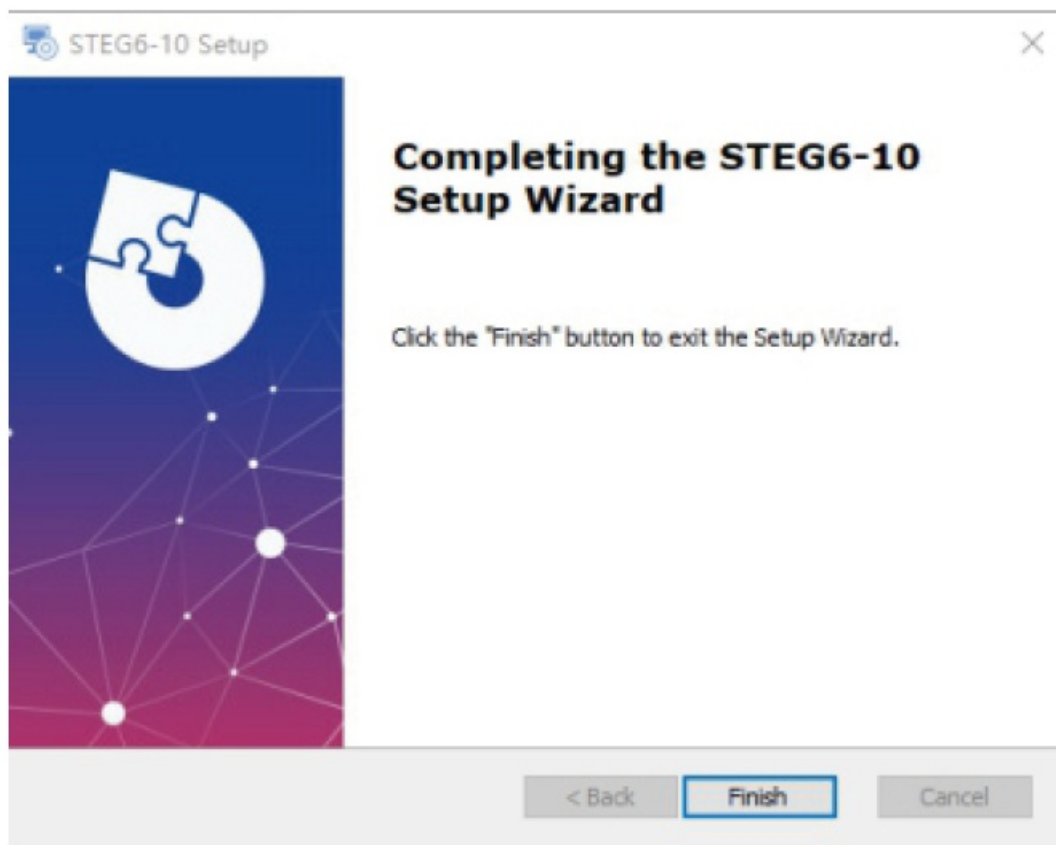 STEG6-10 Setup
Completing the STEG6-10
Setup Wizard
Click the "Finish" button to exit the Setup Wizard.
< Back
Finish
Cancel